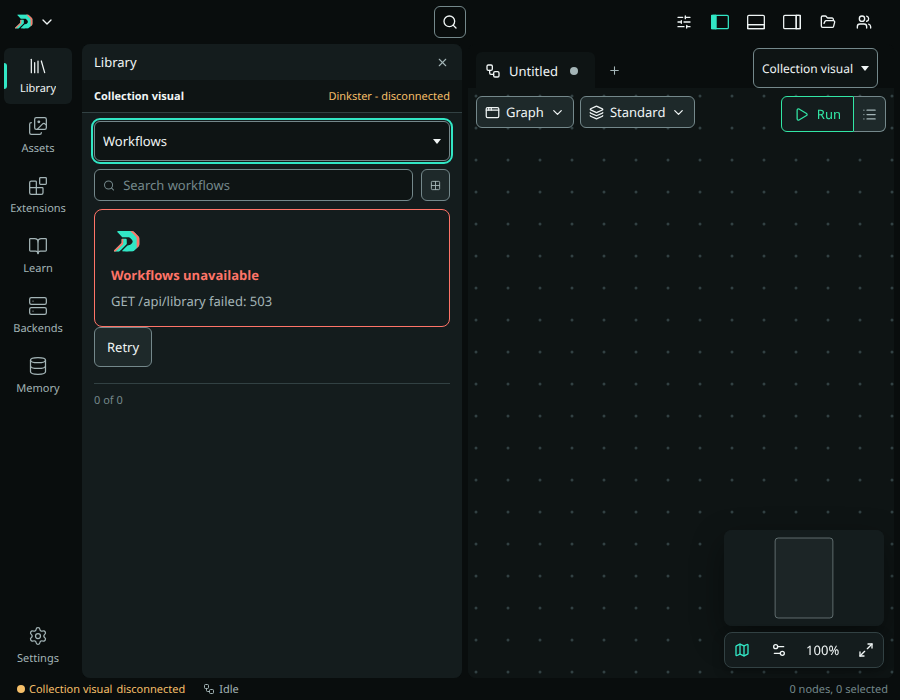 Library
Assets
Extensions
Learn
Backends
Memory
Settings
Library
Collection visual
Dinkster - disconnected
Workflows
Search workflows
Workflows unavailable
GET /api/library failed: 503
Retry
0 of 0
Untitled
Collection visual
Graph
Standard
Run
100%
Collection visual disconnected
Idle
0 nodes, 0 selected